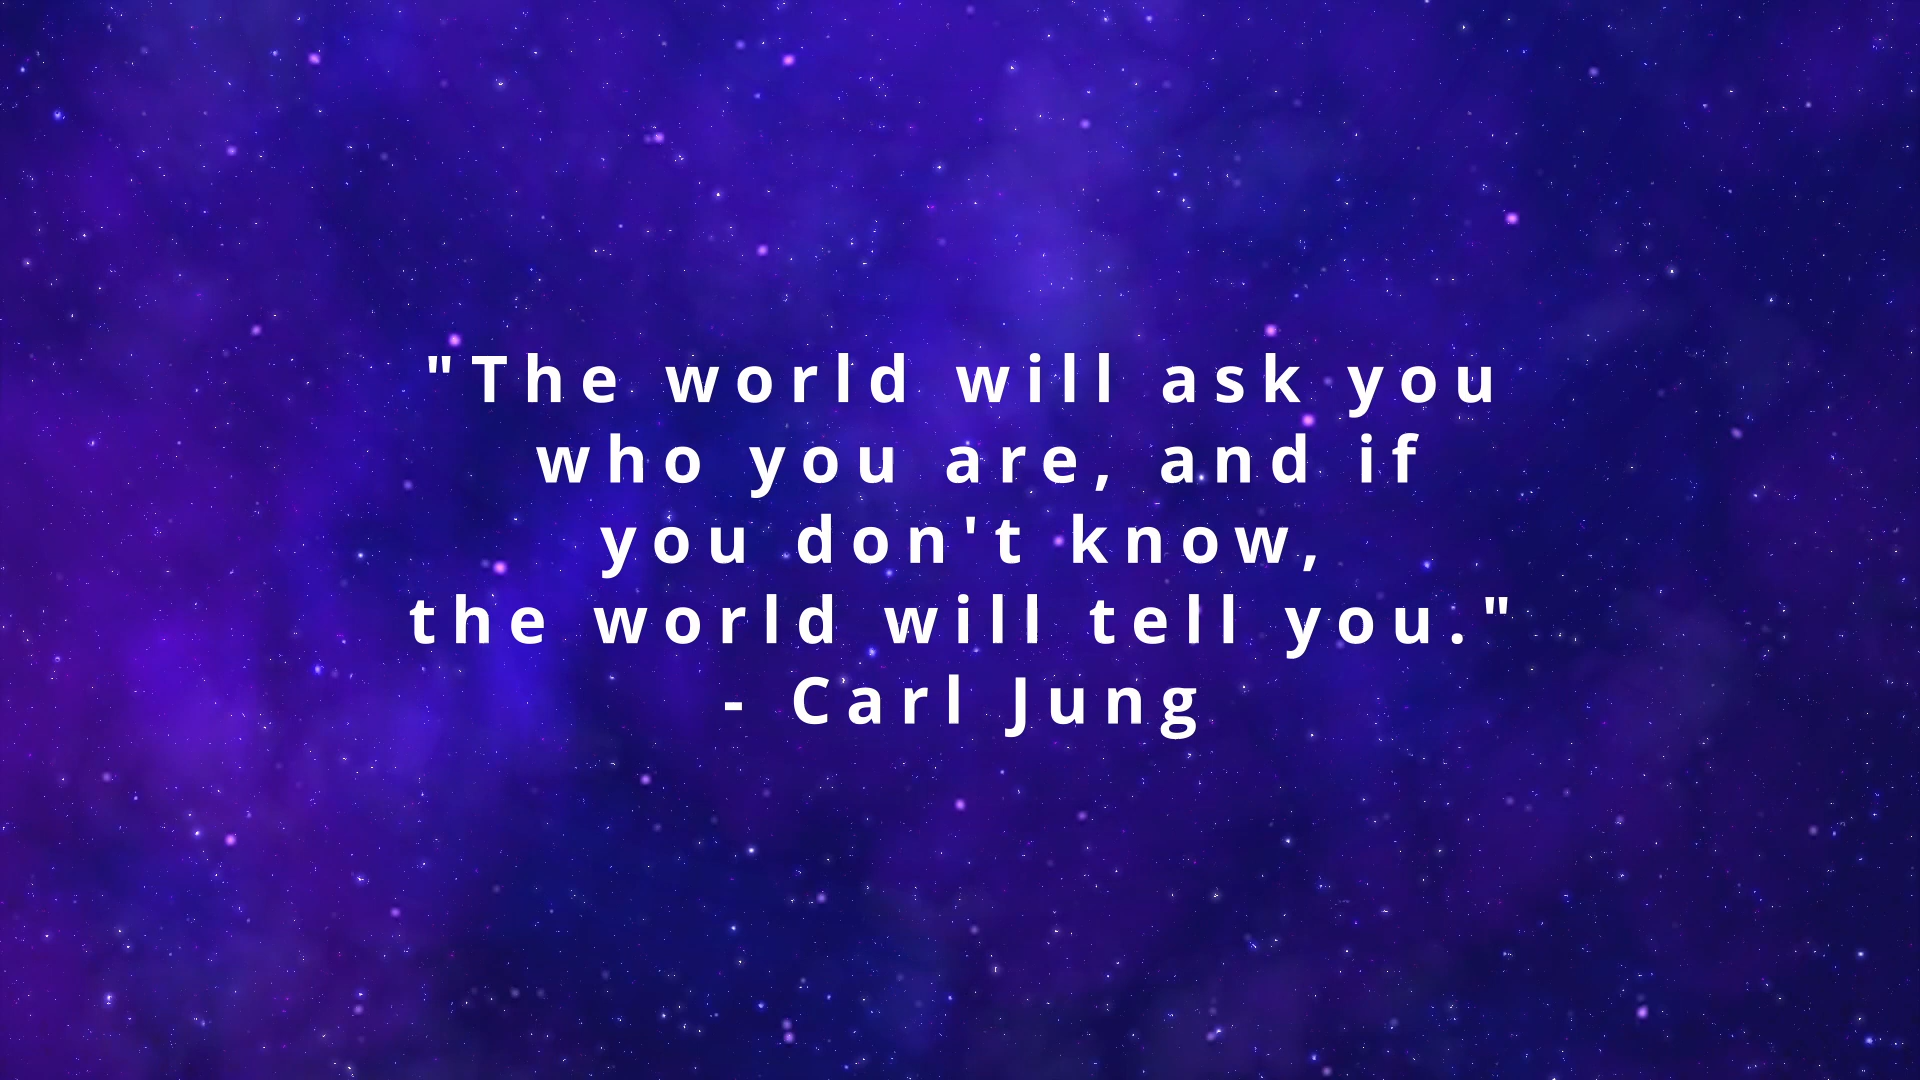 "The world will ask you
who you are, and if
you don't know,
the world will tell you."
- Carl Jung